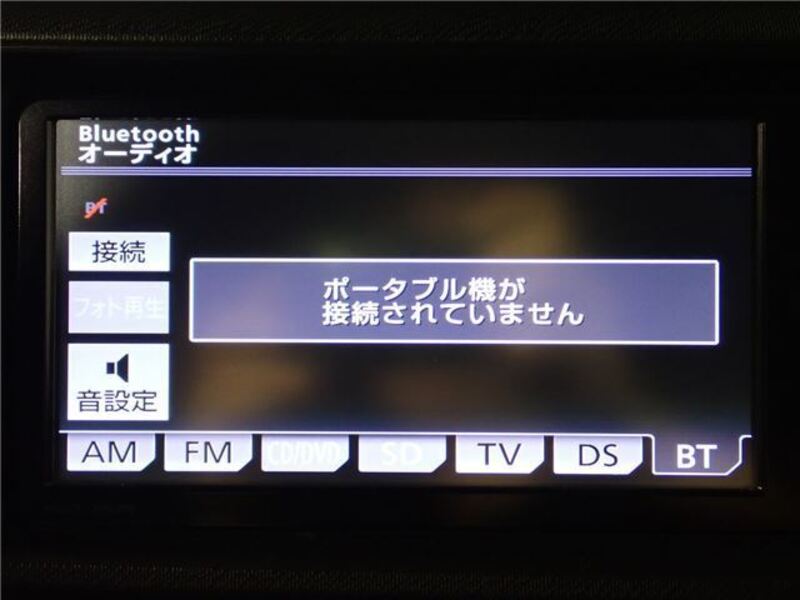 Bluetooth
オーディオ
BT
接続
フォト再生
ポータブル機が
接続されていません
音設定
AM FM CD/DVD SD TV DS BT